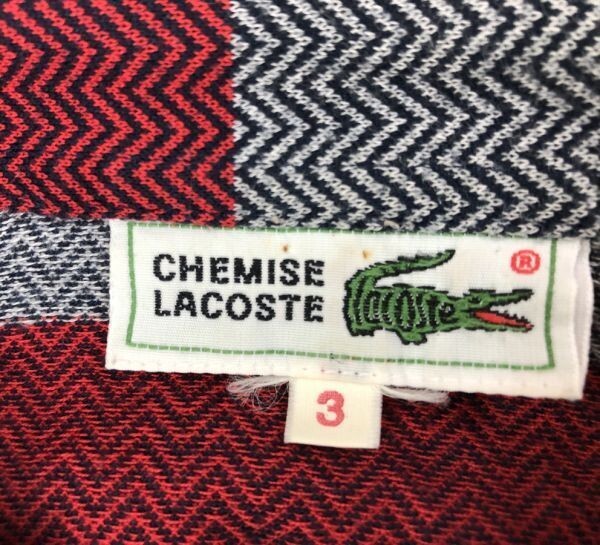 CHEMISE
LACOSTE
®
3